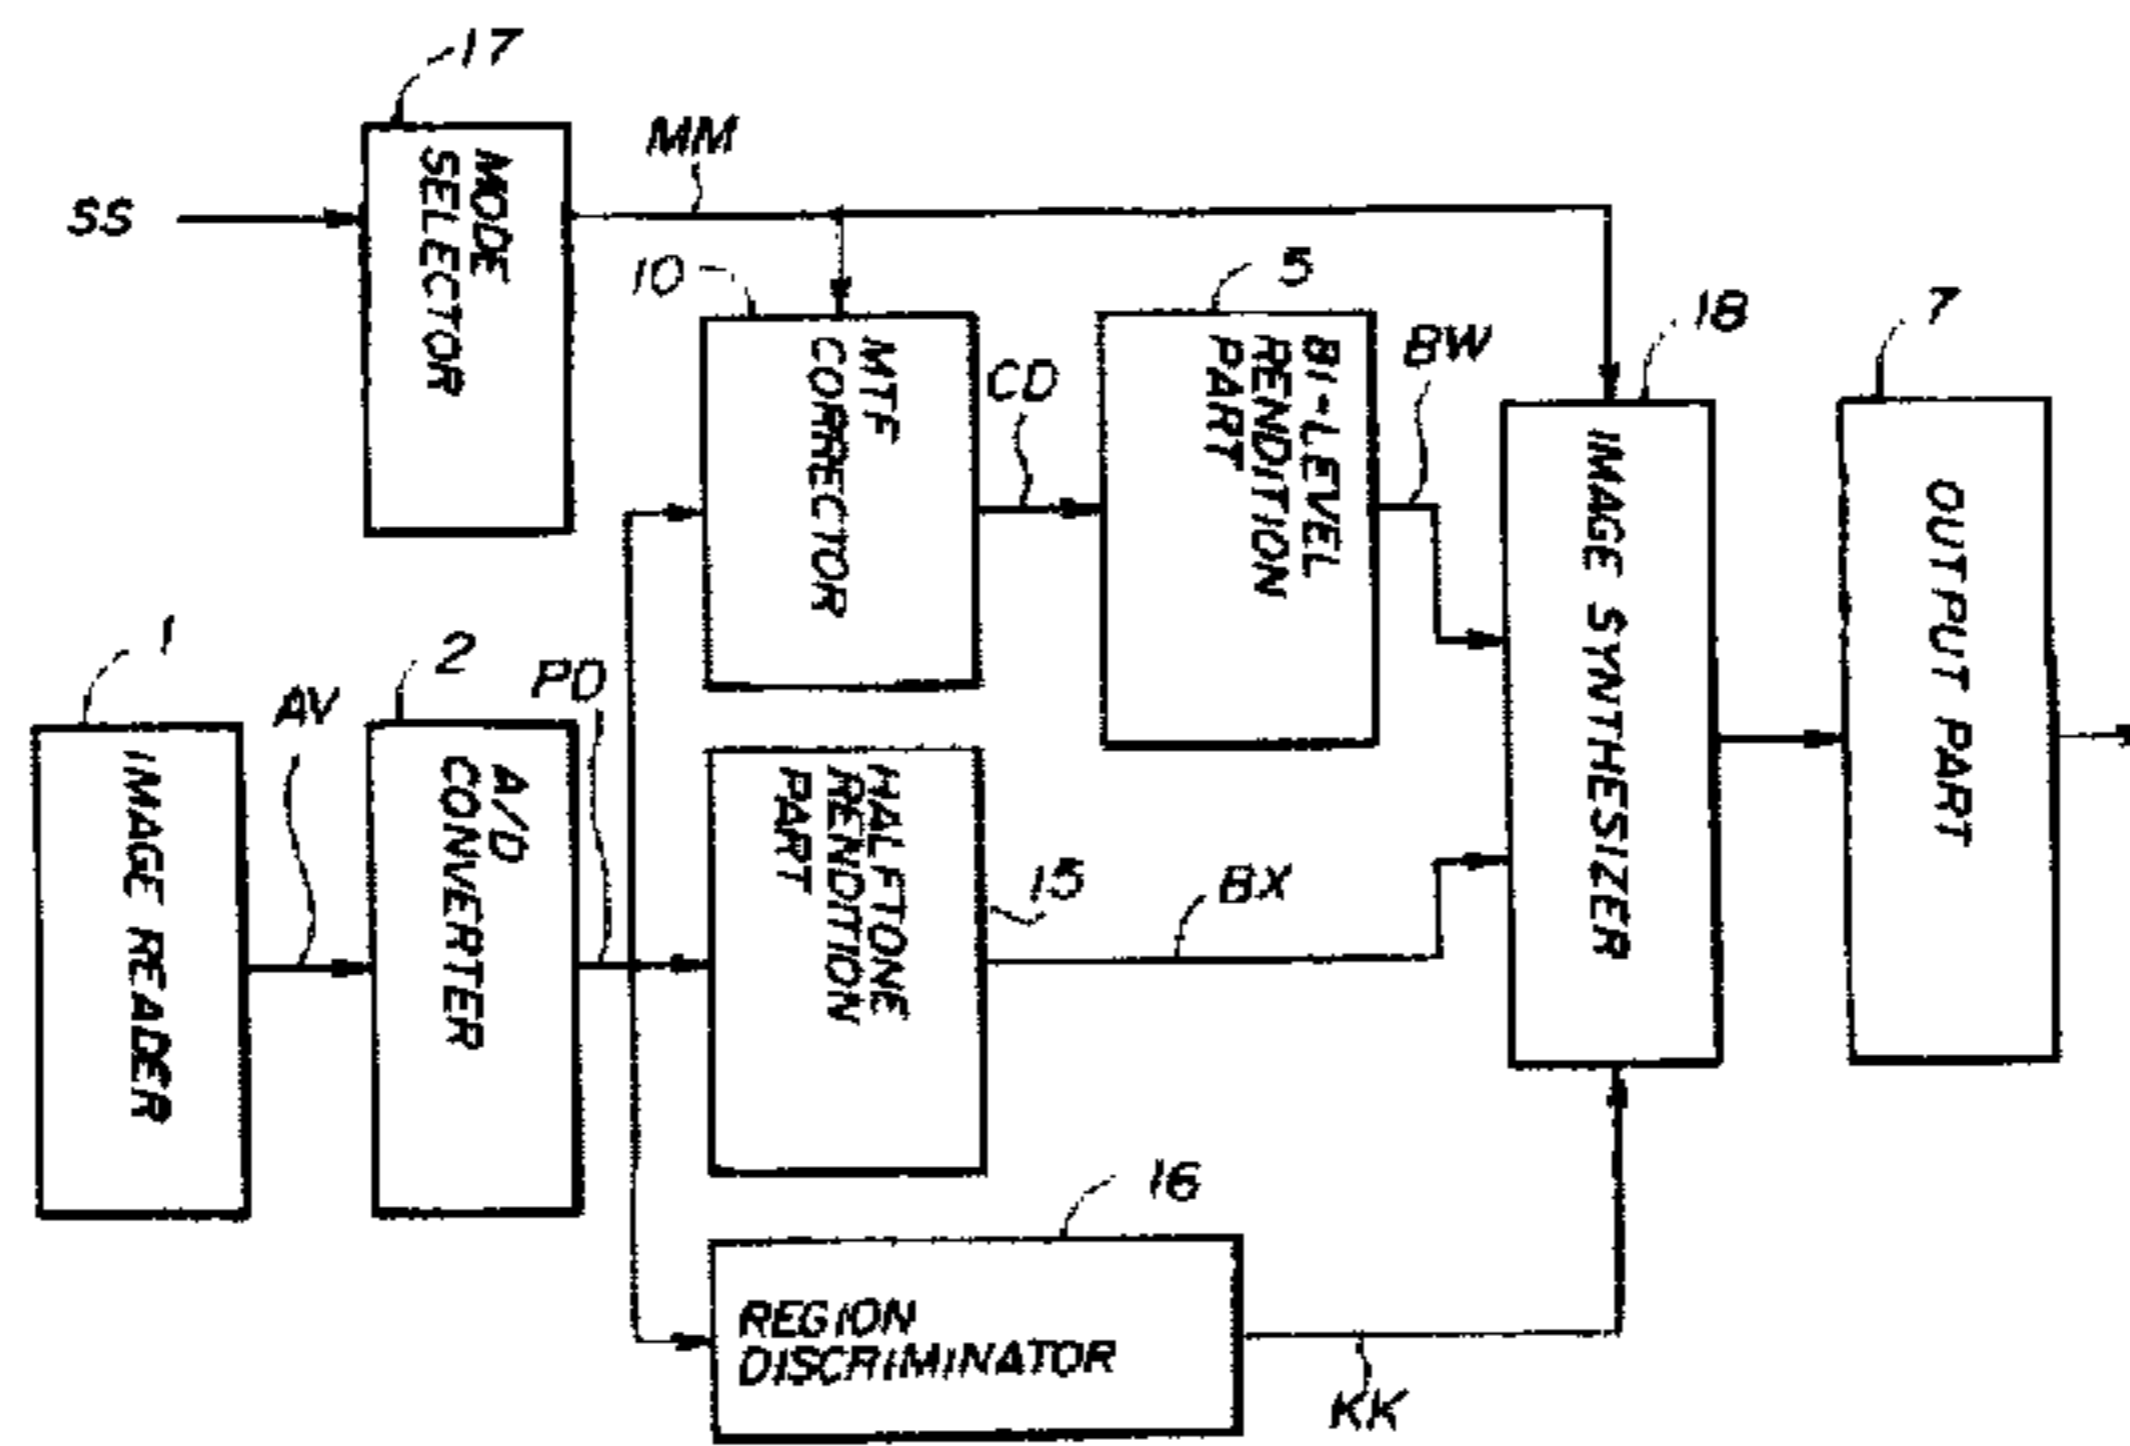 17
MODE
SELECTOR
SS
MM
10
MTF
CORRECTOR
CD
5
BI-LEVEL
RENDITION
PART
BW
18
IMAGE SYNTHESIZER
7
OUTPUT PART
1
IMAGE READER
AV
2
A/D
CONVERTER
PD
HALFTONE
RENDITION
PART
15
BX
16
REGION
DISCRIMINATOR
KK